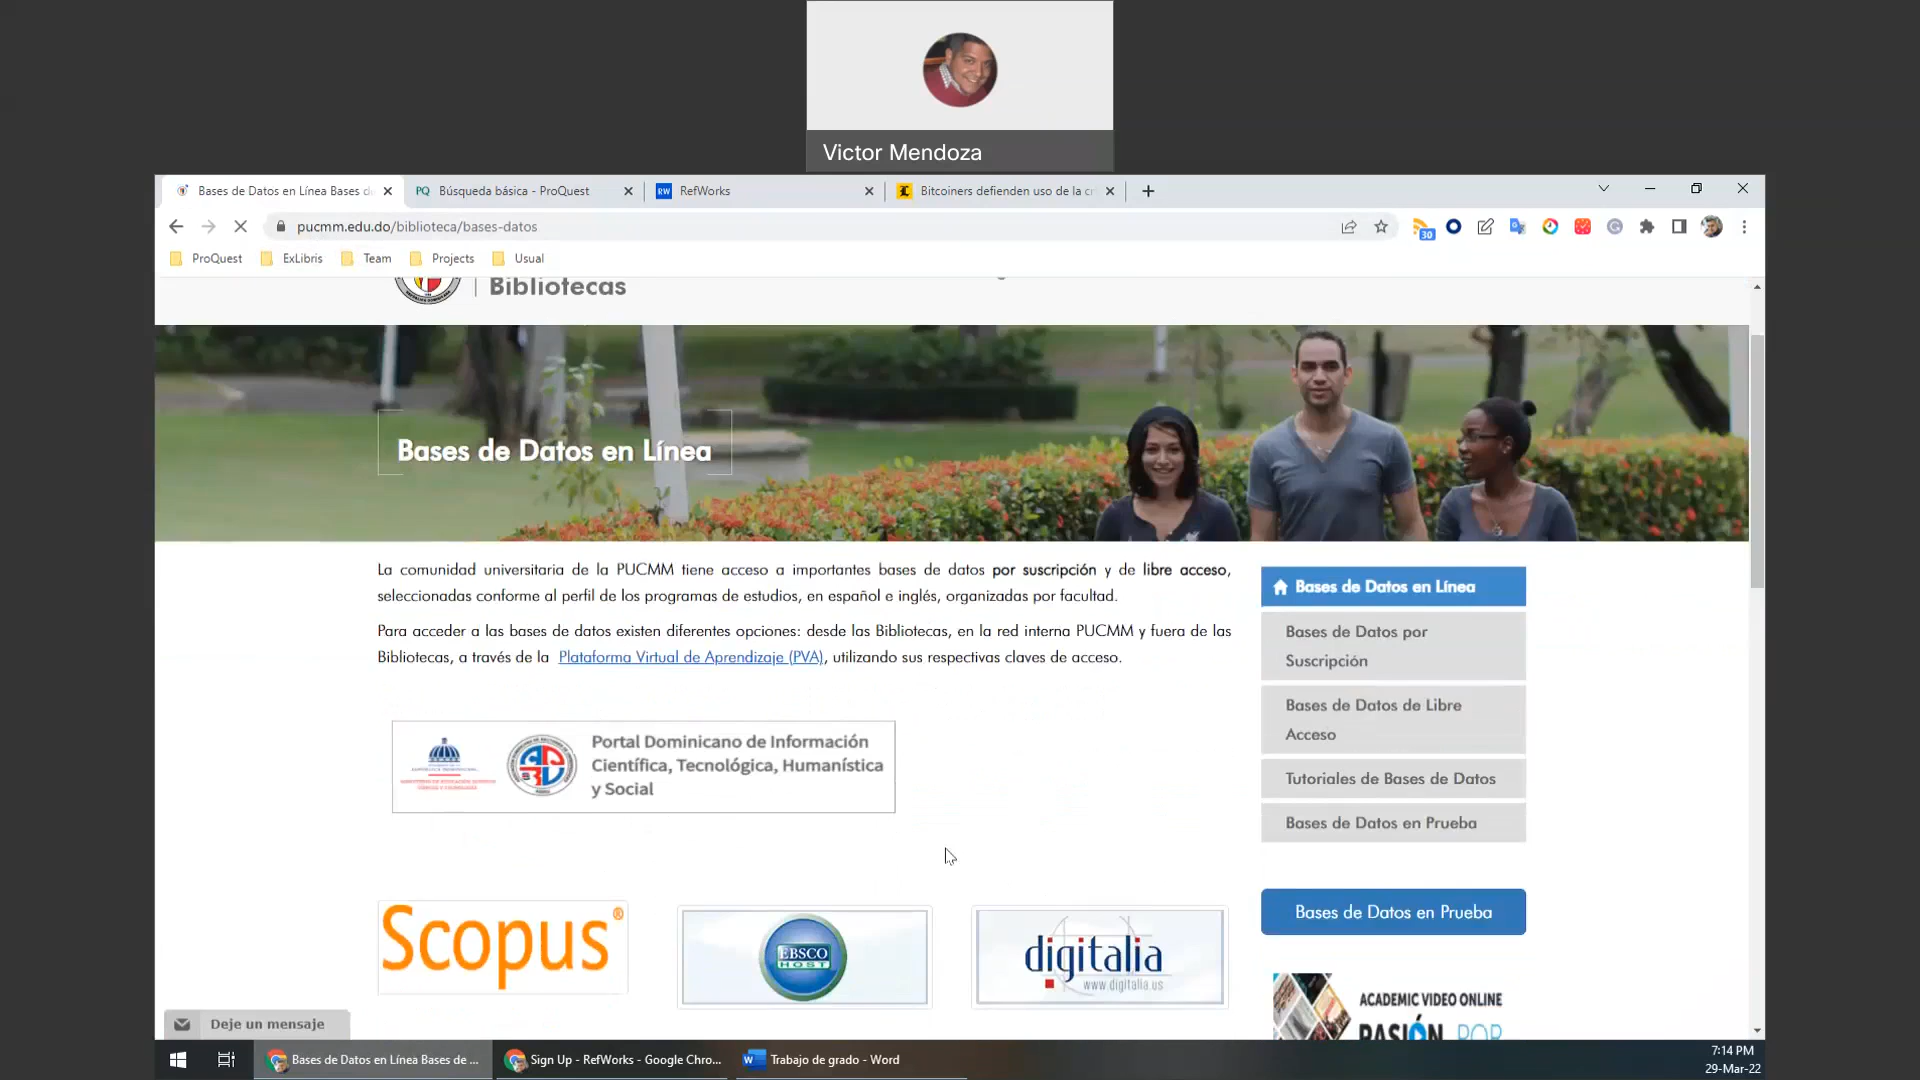 Victor Mendoza
Bases de Datos en Línea Bases d
Búsqueda básica - ProQuest
RW
RefWorks
Bitcoiners defienden uso de la cr
pucmm.edu.do/biblioteca/bases-datos
30
ProQuest
ExLibris
Team
Projects
Usual
Bibliotecas
Bases de Datos en Línea
La comunidad universitaria de la PUCMM tiene acceso a importantes bases de datos por suscripción y de libre acceso,
seleccionadas conforme al perfil de los programas de estudios, en español e inglés, organizadas por facultad.
Para acceder a las bases de datos existen diferentes opciones: desde las Bibliotecas, en la red interna PUCMM y fuera de las
Bibliotecas, a través de la Plataforma Virtual de Aprendizaje (PVA), utilizando sus respectivas claves de acceso.
Portal Dominicano de Información
Científica, Tecnológica, Humanística
y Social
Scopus®
EBSCO
HOST
digitalia
www.digitalia.us
Bases de Datos en Línea
Bases de Datos por
Suscripción
Bases de Datos de Libre
Acceso
Tutoriales de Bases de Datos
Bases de Datos en Prueba
Bases de Datos en Prueba
ACADEMIC VIDEO ONLINE
PASIÓN POR
Deje un mensaje
Bases de Datos en Línea Bases de ...
Sign Up - RefWorks - Google Chro...
Trabajo de grado - Word
7:14 PM
29-Mar-22